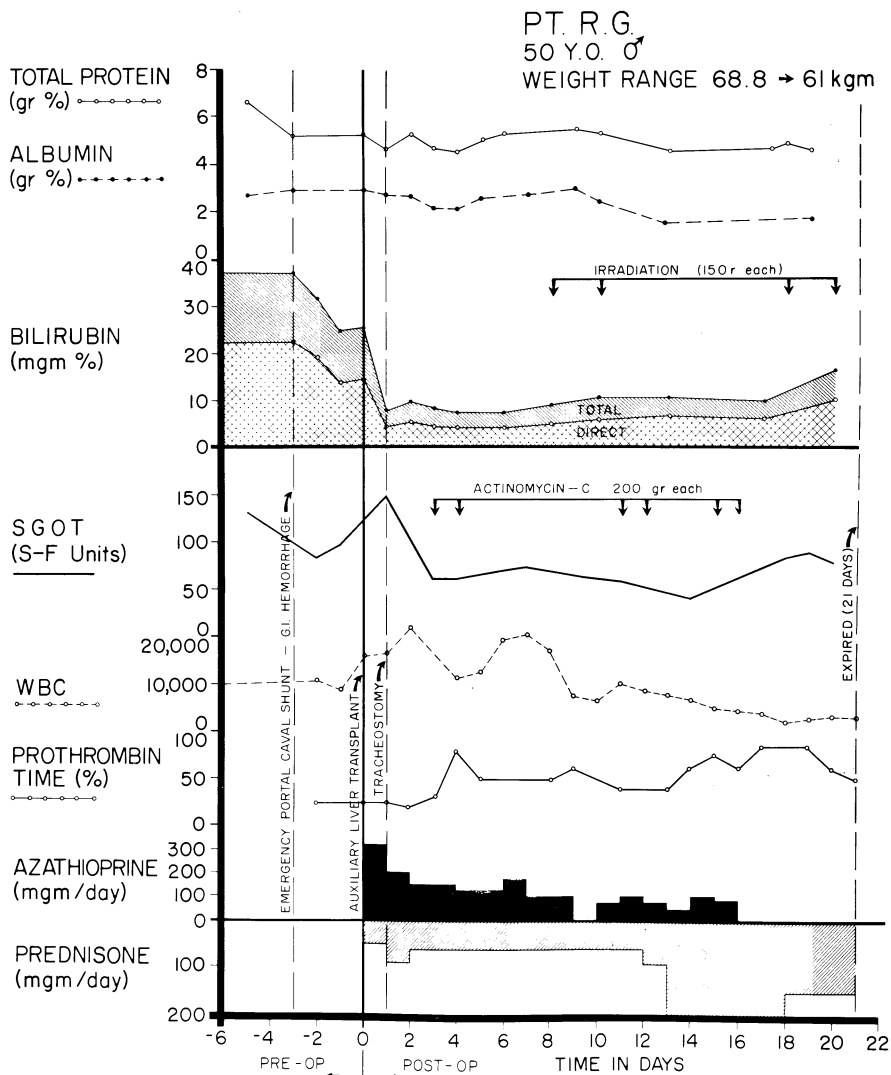 PT. R.G.
50 Y.O. ♂
WEIGHT RANGE 68.8 → 61 kgm
TOTAL PROTEIN
(gr %)
ALBUMIN
(gr %)
8
6
4
2
0
IRRADIATION (150 r each)
BILIRUBIN
(mgm %)
40
30
20
10
0
TOTAL
DIRECT
ACTINOMYCIN-C 200 gr each
SGOT
(S-F Units)
150
100
50
0
WBC
20,000
10,000
0
PROTHROMBIN
TIME (%)
100
50
0
EMERGENCY PORTAL CAVAL SHUNT - G.I. HEMORRHAGE
AUXILIARY LIVER TRANSPLANT
TRACHEOSTOMY
EXPIRED (21 DAYS)
AZATHIOPRINE
(mgm/day)
300
200
100
0
PREDNISONE
(mgm/day)
100
200
-6 -4 -2 0 2 4 6 8 10 12 14 16 18 20 22
PRE-OP POST-OP TIME IN DAYS